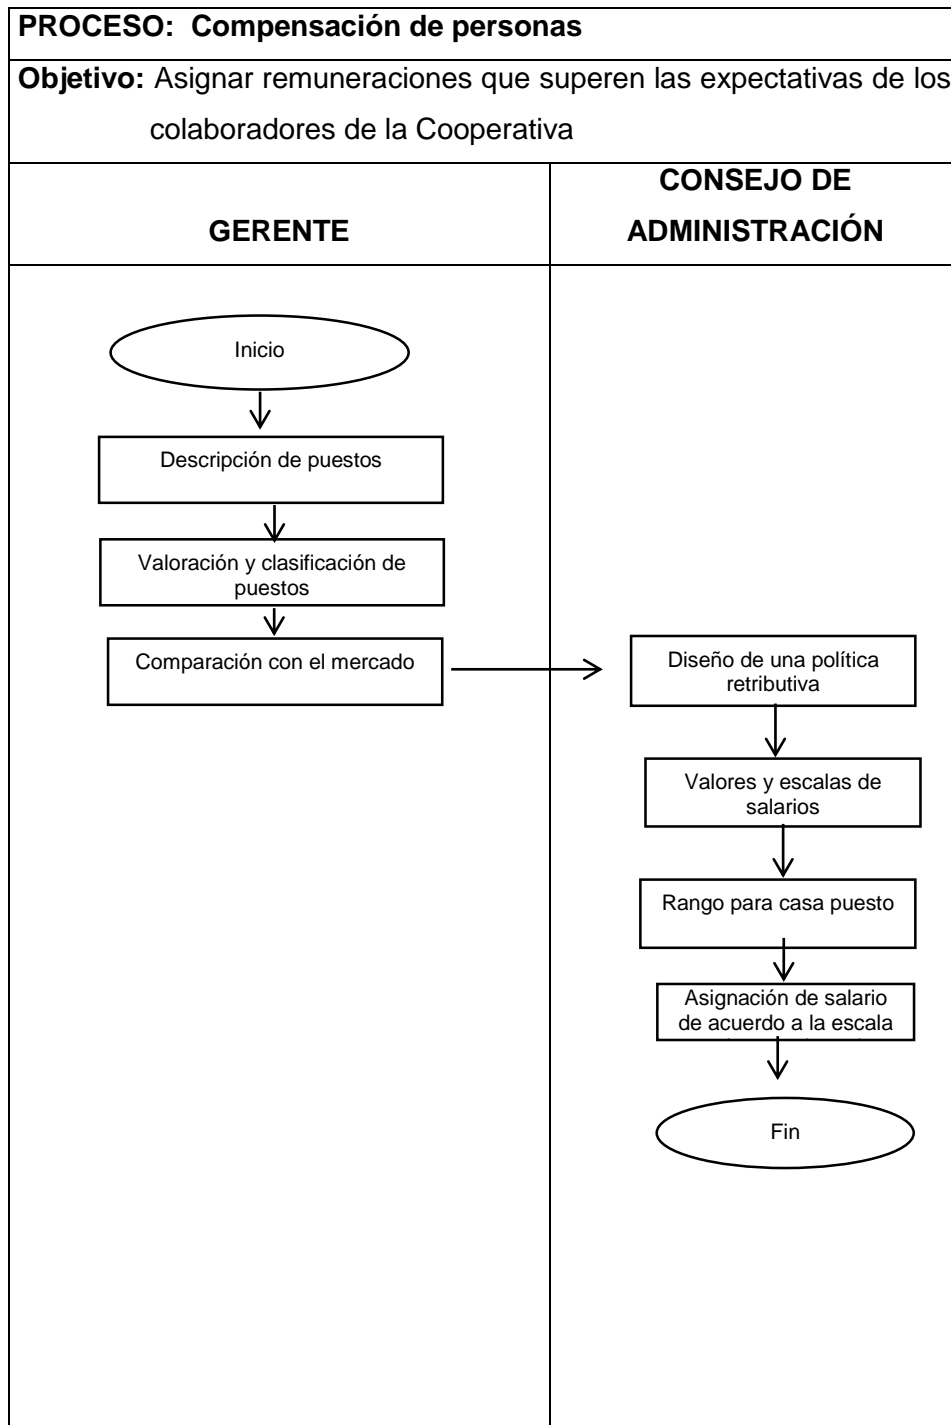 PROCESO: Compensación de personas
Objetivo: Asignar remuneraciones que superen las expectativas de los
colaboradores de la Cooperativa
GERENTE
CONSEJO DE
ADMINISTRACIÓN
Inicio
Descripción de puestos
Valoración y clasificación de
puestos
Comparación con el mercado
Diseño de una política
retributiva
Valores y escalas de
salarios
Rango para casa puesto
Asignación de salario
de acuerdo a la escala
Fin